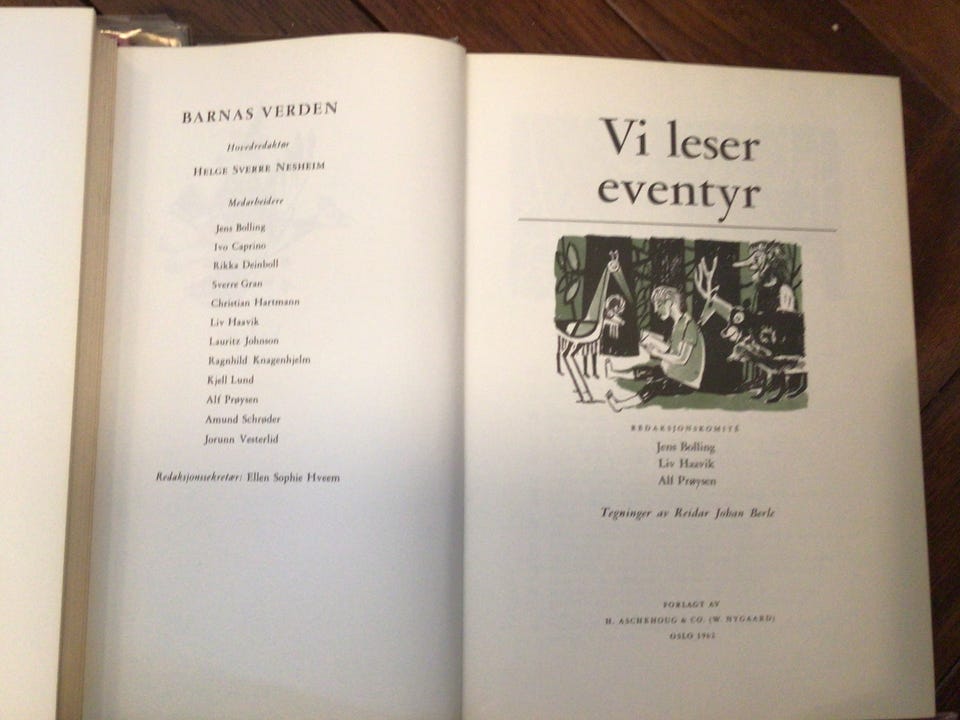 BARNAS VERDEN
Hovedredaktør
HELGE SVERRE NESHEIM
Medarbeidere
Jens Bolling
Ivo Caprino
Rikka Deinboll
Sverre Gran
Christian Hartmann
Liv Haavik
Lauritz Johnson
Ragnhild Knagenhjelm
Kjell Lund
Alf Prøysen
Amund Schrøder
Jorunn Vesterlid
Redaksjonssekretær: Ellen Sophie Hveem
Vi leser
eventyr
REDAKSJONSKOMITÉ
Jens Bolling
Liv Haavik
Alf Prøysen
Tegninger av Reidar Johan Berle
FORLAGT AV
H. ASCHEHOUG & CO. (W. NYGAARD)
OSLO